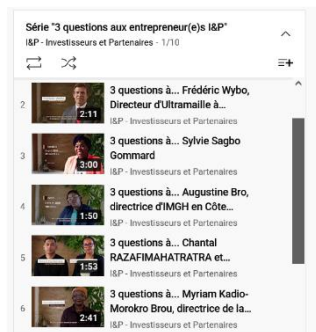 Série "3 questions aux entrepreneur(e)s I&P"
I&P - Investisseurs et Partenaires - 1/10
2
2:11
3 questions à... Frédéric Wybo,
Directeur d'Ultramaille à...
I&P - Investisseurs et Partenaires
3
3:00
3 questions à... Sylvie Sagbo
Gommard
I&P - Investisseurs et Partenaires
4
1:50
3 questions à... Augustine Bro,
directrice d'IMGH en Côte...
I&P - Investisseurs et Partenaires
5
1:53
3 questions à... Chantal
RAZAFIMAHATRATRA et...
I&P - Investisseurs et Partenaires
6
2:41
3 questions à... Myriam Kadio-
Morokro Brou, directrice de la...
I&P - Investisseurs et Partenaires